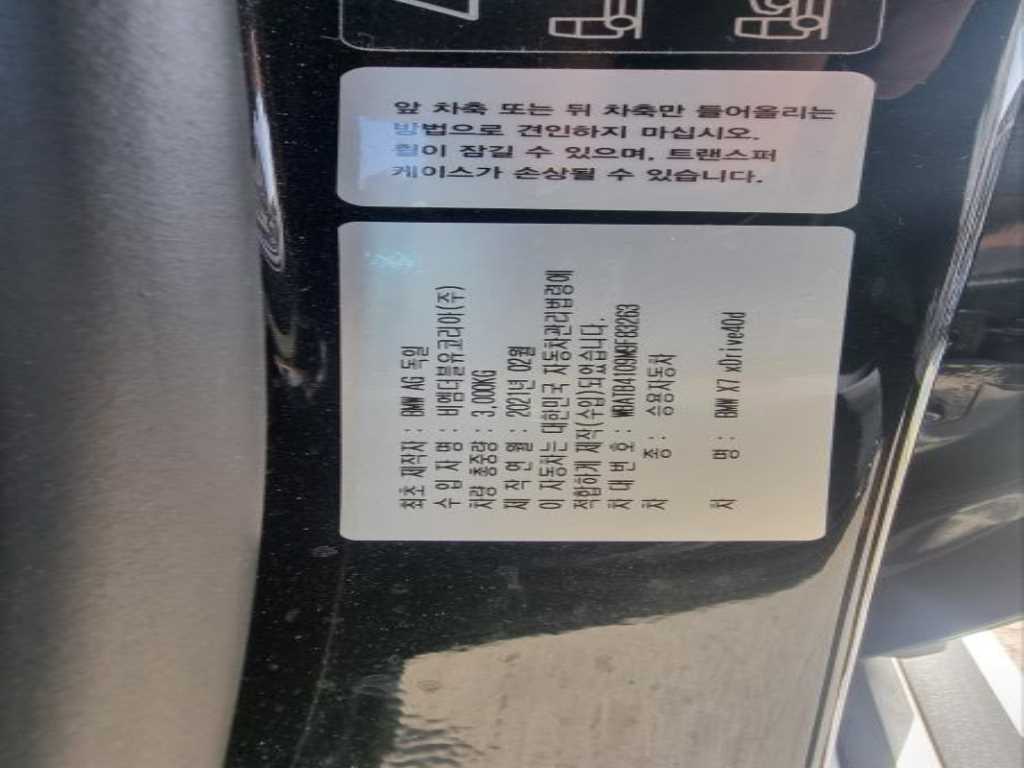 앞 차축 또는 뒤 차축만 들어올리는
방법으로 견인하지 마십시오.
휠이 잠길 수 있으며, 트랜스퍼
케이스가 손상될 수 있습니다.
최초 제작자 : BMW AG 독일
수 입 자 명 : 비엠더블유코리아(주)
차량 총중량 : 3,000KG
제 작 연 월 : 2021년 02월
이 자동차는 대한민국 자동차관리법령에
적합하게 제작(수입)되었습니다.
차 대 번 호 :
차 종 : 승용자동차
차 명 : BMW X7 xDrive40d